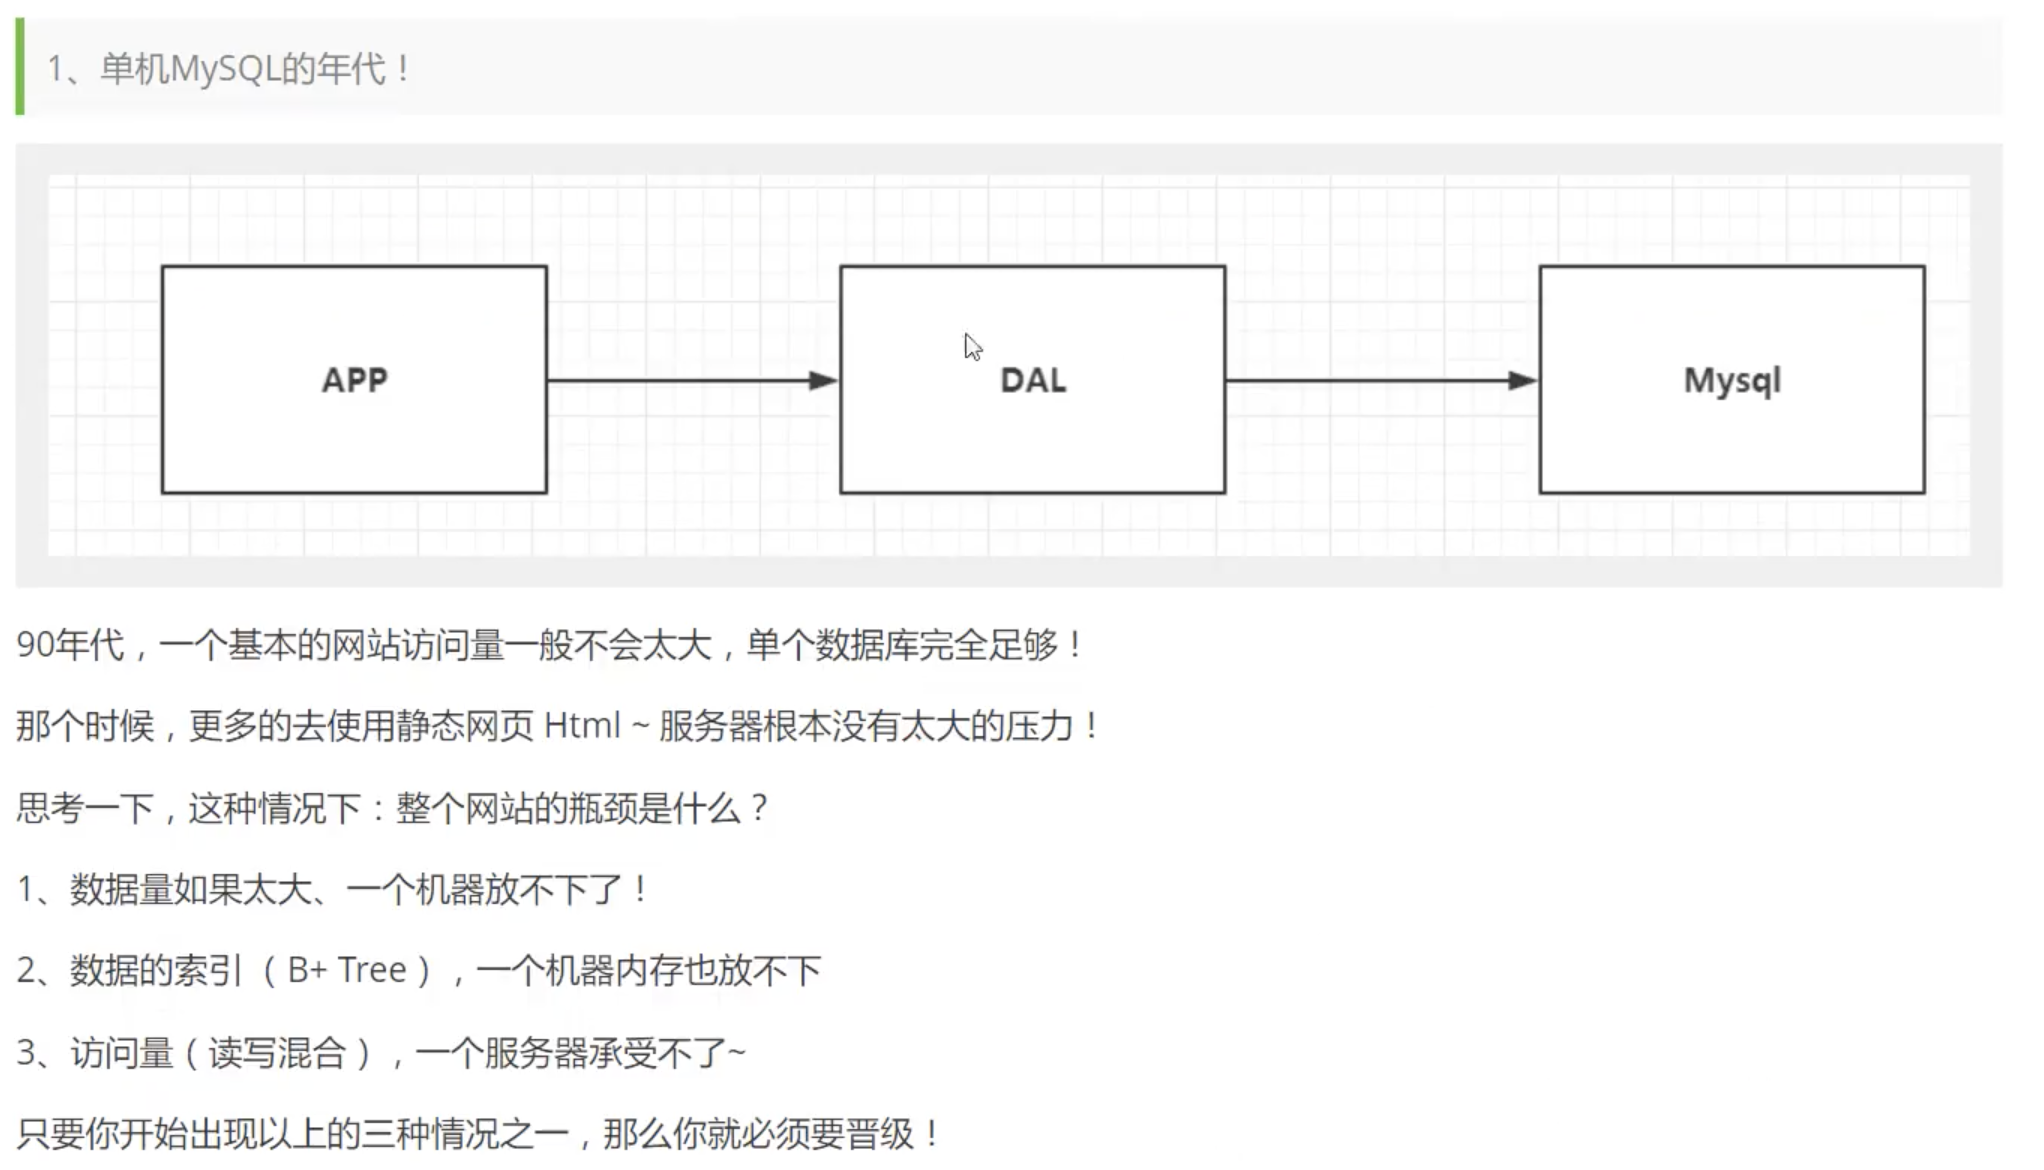 1、单机MySQL的年代！
APP
DAL
Mysql
90年代，一个基本的网站访问量一般不会太大，单个数据库完全足够！
那个时候，更多的去使用静态网页 Html ~ 服务器根本没有太大的压力！
思考一下，这种情况下：整个网站的瓶颈是什么？
1、数据量如果太大、一个机器放不下了！
2、数据的索引（B+ Tree），一个机器内存也放不下
3、访问量（读写混合），一个服务器承受不了~
只要你开始出现以上的三种情况之一，那么你就必须要晋级！